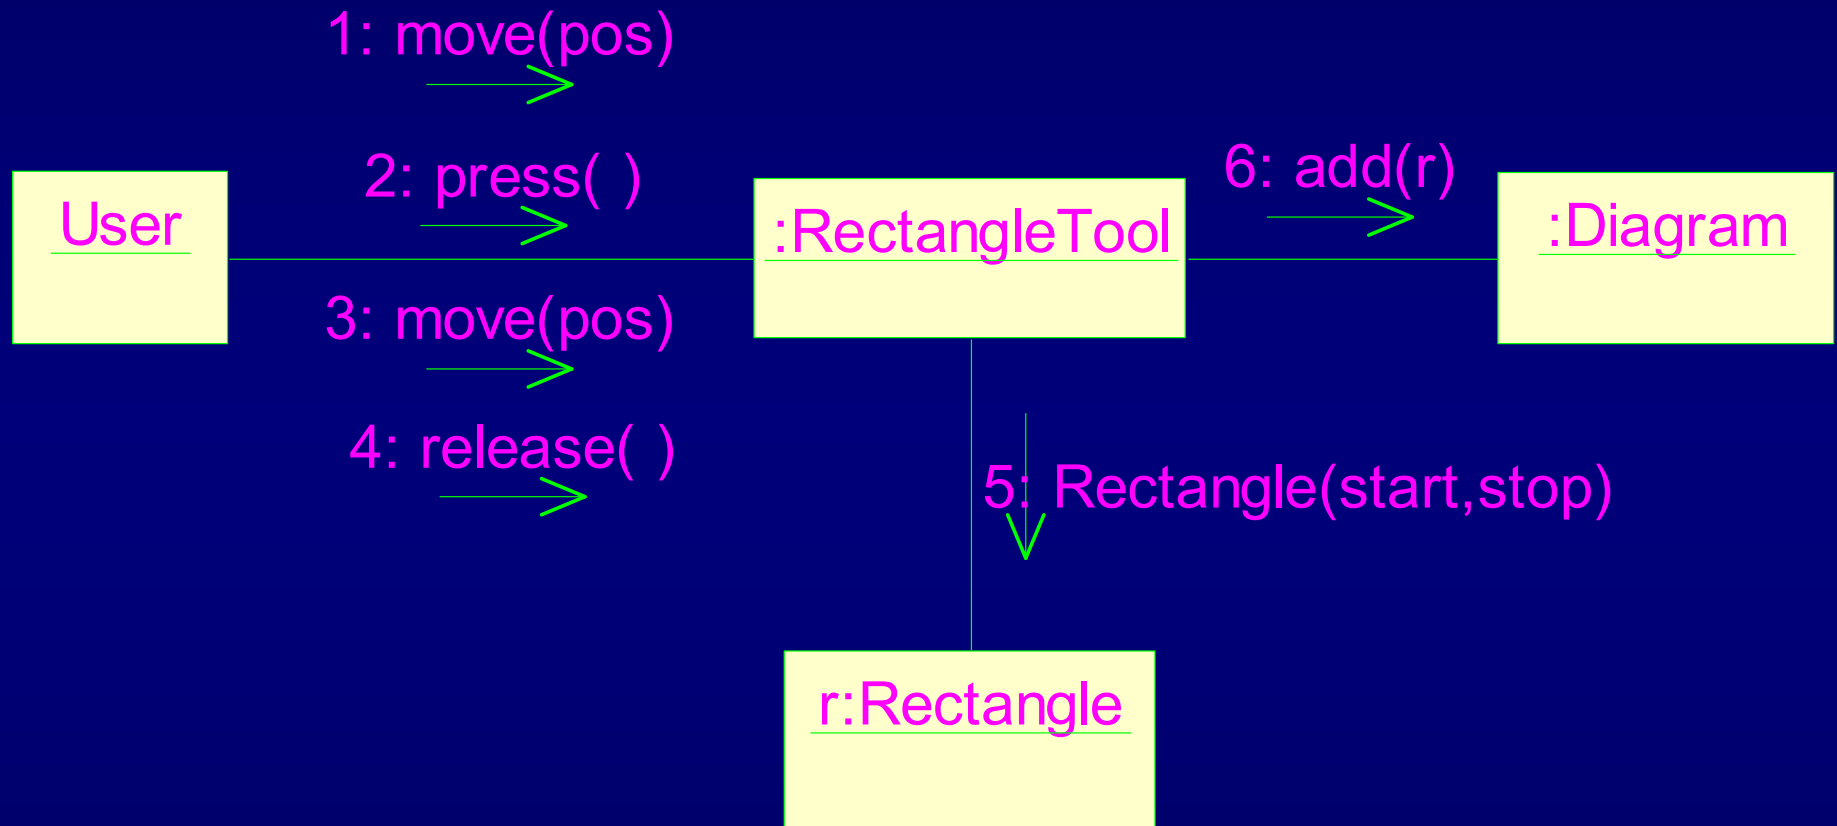 1: move(pos)
2: press( )
6: add(r)
User
:RectangleTool
:Diagram
3: move(pos)
4: release( )
5: Rectangle(start,stop)
r:Rectangle